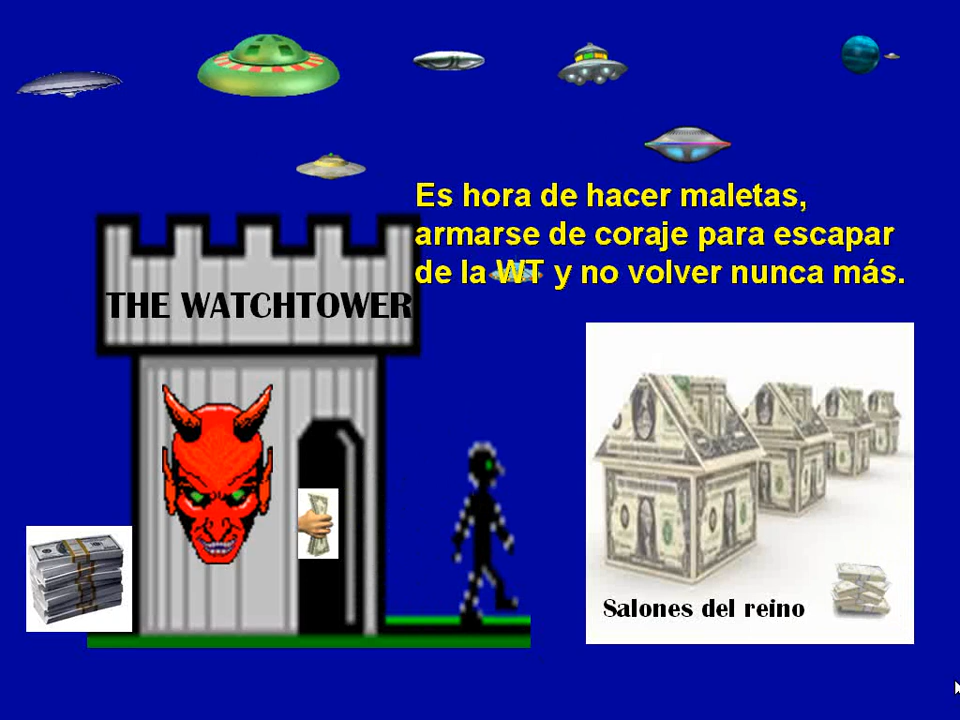 Es hora de hacer maletas,
armarse de coraje para escapar
de la WT y no volver nunca más.
THE WATCHTOWER
Salones del reino